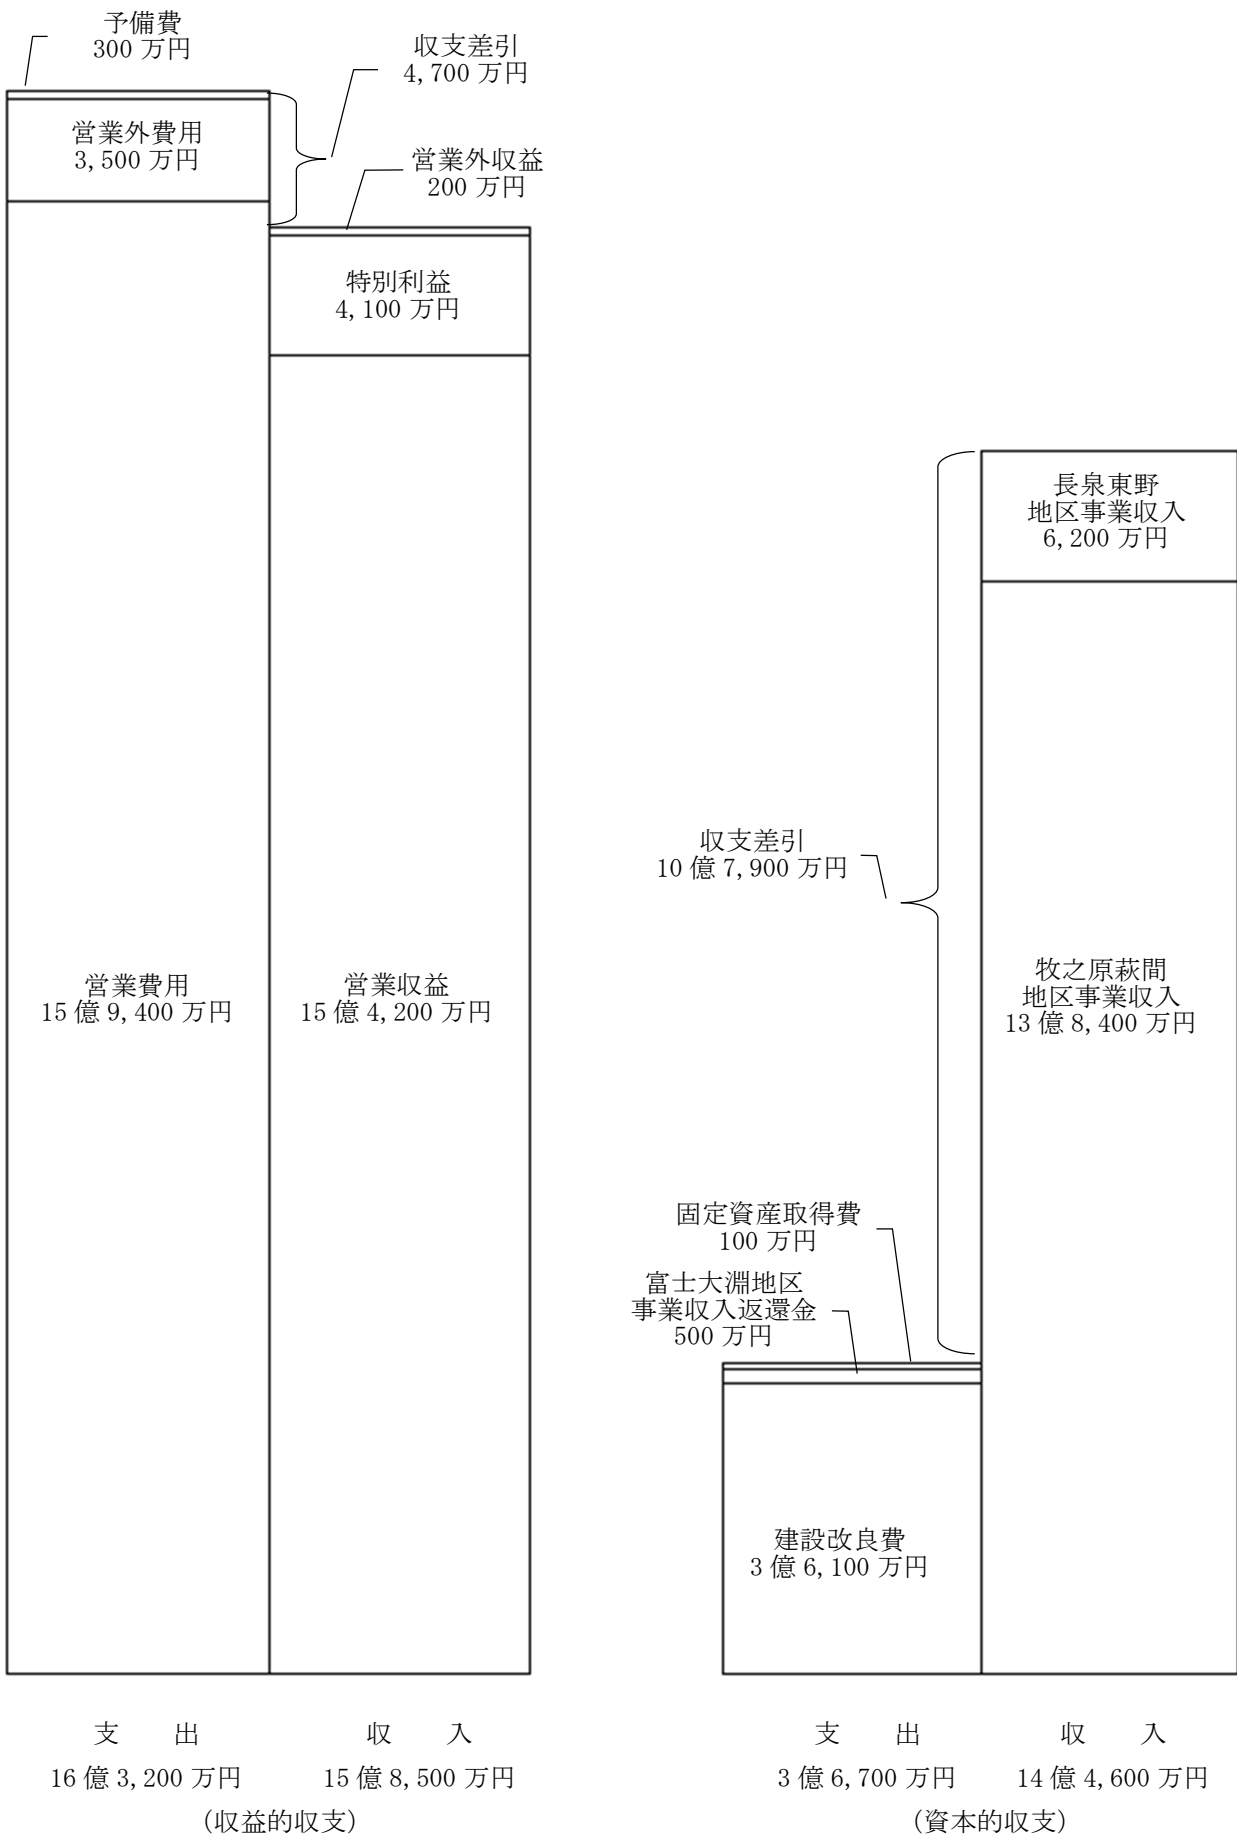 予備費
300 万円
収支差引
4,700 万円
営業外費用
3,500 万円
営業外収益
200 万円
特別利益
4,100 万円
営業費用
15 億 9,400 万円
営業収益
15 億 4,200 万円
支　出
16 億 3,200 万円
収　入
15 億 8,500 万円
(収益的収支)
長泉東野
地区事業収入
6,200 万円
収支差引
10 億 7,900 万円
牧之原萩間
地区事業収入
13 億 8,400 万円
固定資産取得費
100 万円
富士大淵地区
事業収入返還金
500 万円
建設改良費
3 億 6,100 万円
支　出
3 億 6,700 万円
収　入
14 億 4,600 万円
(資本的収支)